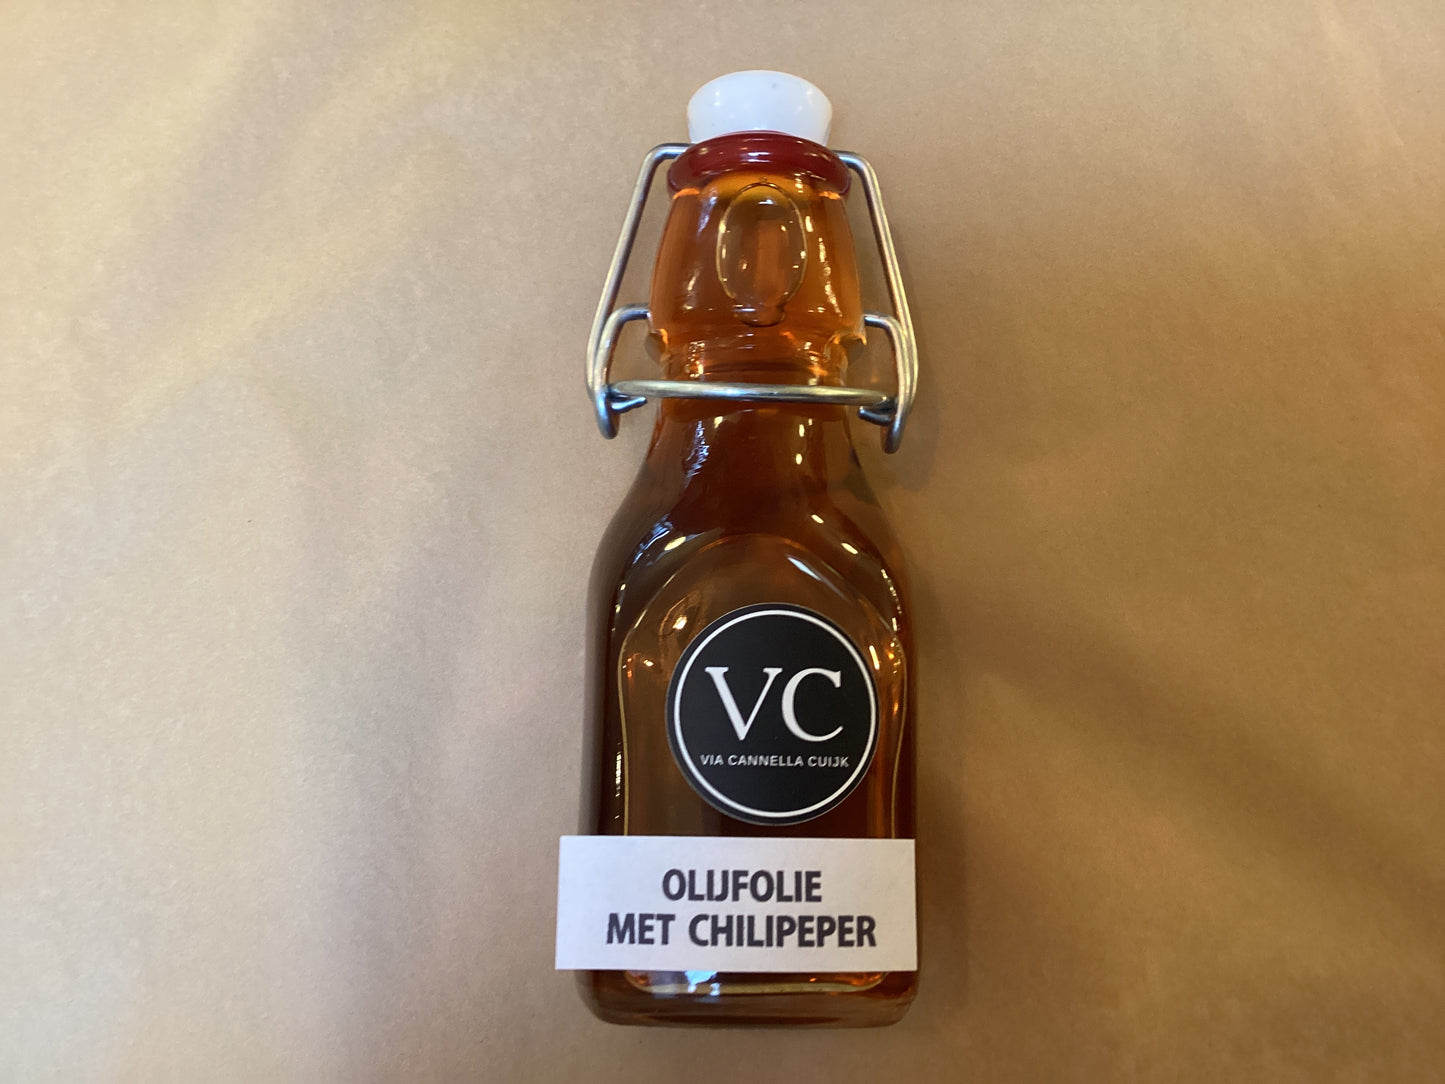 VC
VIA CANNELLA CUIJK
OLIJFOLIE
MET CHILIPEPER